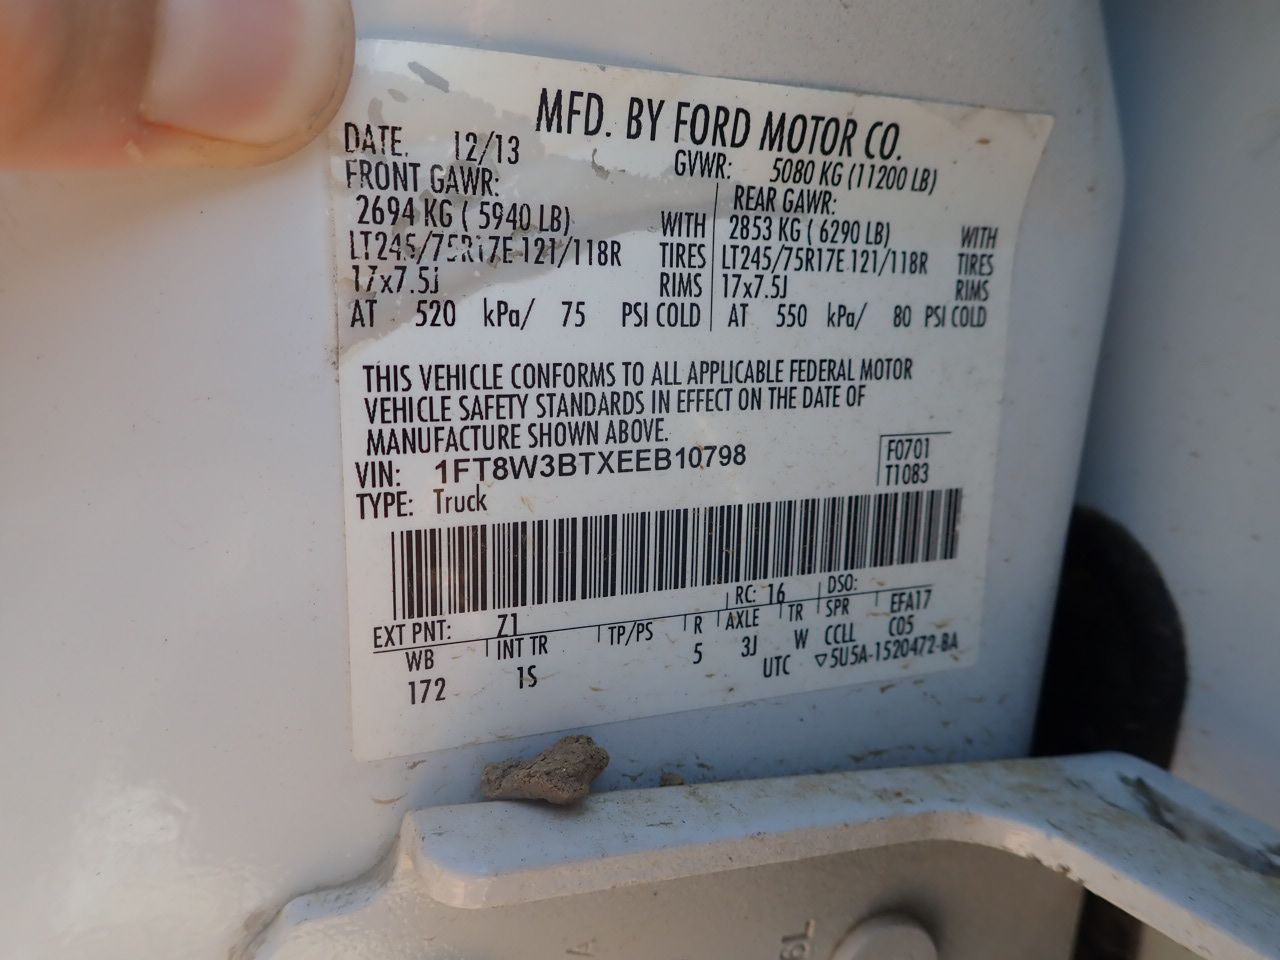 MFD. BY FORD MOTOR CO.
DATE. 12/13 GVWR: 5080 KG (11200 LB)
FRONT GAWR: REAR GAWR:
2694 KG ( 5940 LB) WITH 2853 KG ( 6290 LB) WITH
LT245/75R17E 121/118R TIRES LT245/75R17E 121/118R TIRES
17x7.5J RIMS 17x7.5J RIMS
AT 520 kPa/ 75 PSI COLD AT 550 kPa/ 80 PSI COLD
THIS VEHICLE CONFORMS TO ALL APPLICABLE FEDERAL MOTOR
VEHICLE SAFETY STANDARDS IN EFFECT ON THE DATE OF
MANUFACTURE SHOWN ABOVE.
VIN: 1FT8W3BTXEEB10798 F0701
TYPE: Truck T1083
RC: 16 DSO:
EXT PNT: Z1
WB INT TR TP/PS R AXLE TR SPR EFA17
172 1S 5 3J W CCLL C05
UTC ▽5U5A-1520472-BA
A 6L